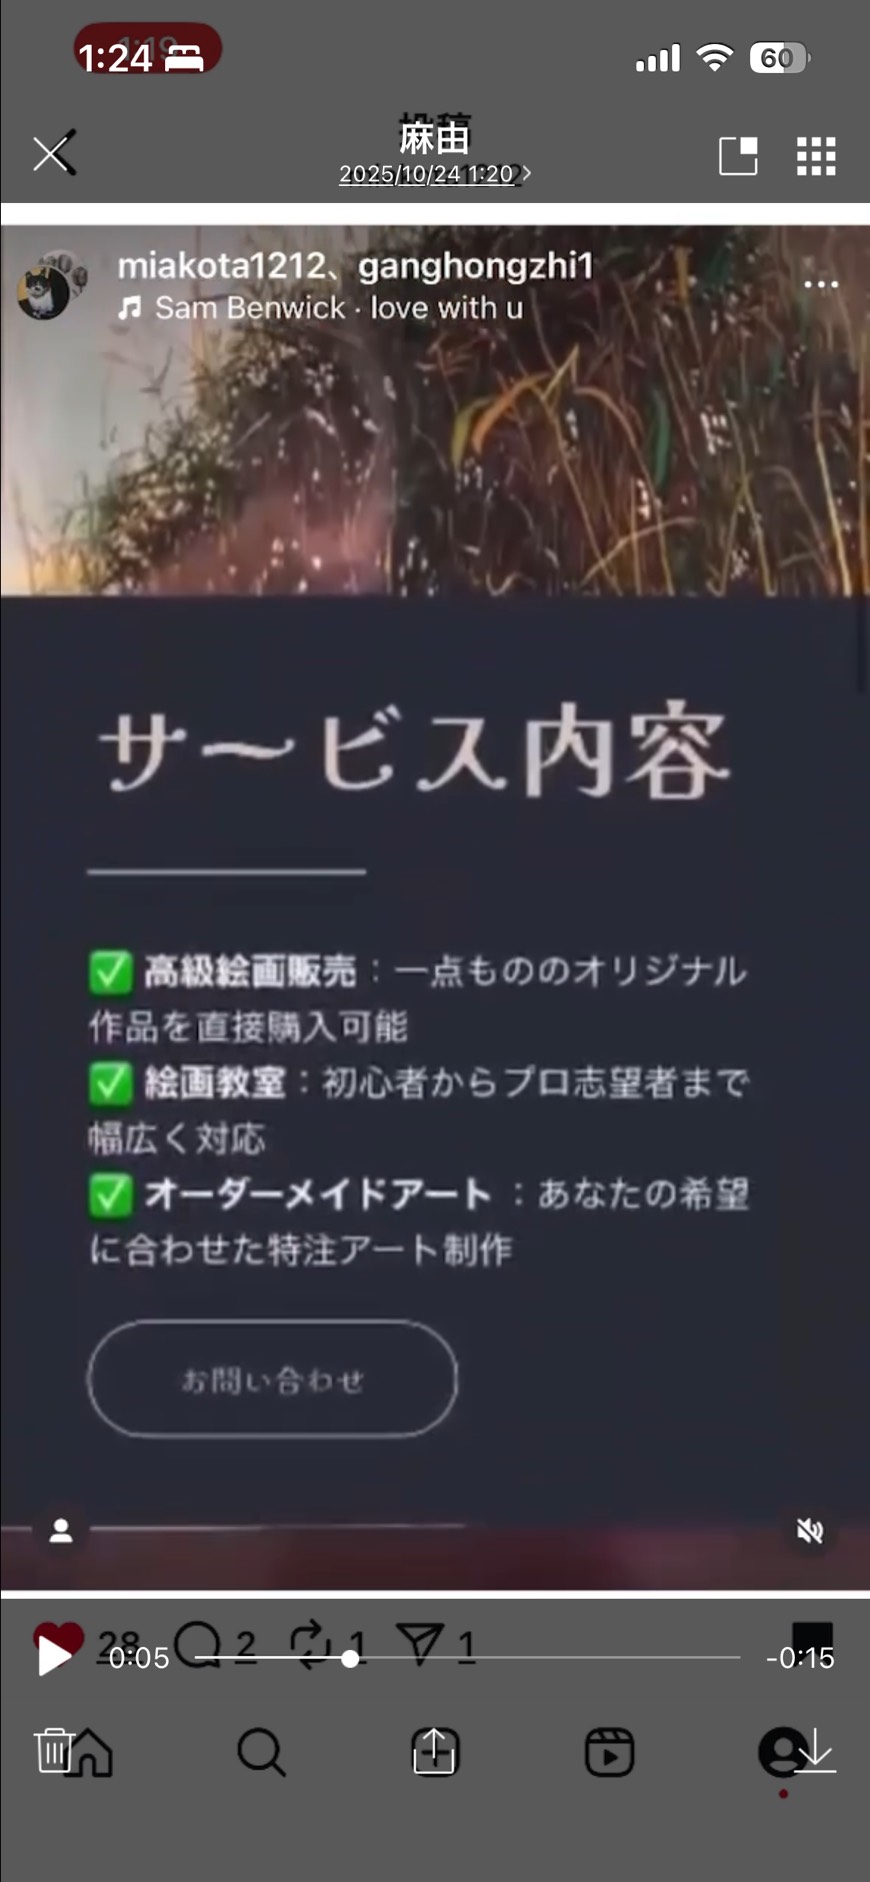 1:24
60
麻由
2025/10/24 1:20
miakota1212、ganghongzhi1
Sam Benwick · love with u
サービス内容
✅ 高級絵画販売：一点もののオリジナル
作品を直接購入可能
✅ 絵画教室：初心者からプロ志望者まで
幅広く対応
✅ オーダーメイドアート：あなたの希望
に合わせた特注アート制作
お問い合わせ
28 2 1 1
0:05 -0:15